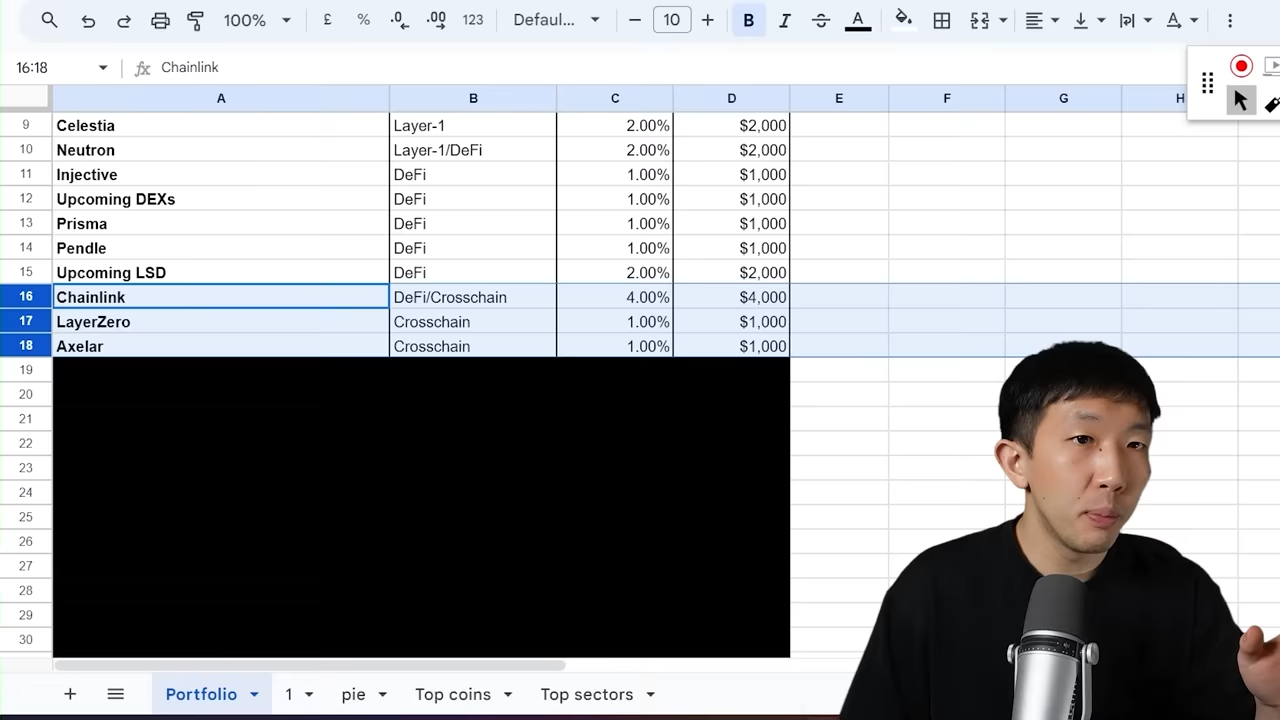 100% £ % .0 .00 123 Defaul... 10 B I A A
16:18 fx Chainlink
A B C D E F G H
9 Celestia Layer-1 2.00% $2,000
10 Neutron Layer-1/DeFi 2.00% $2,000
11 Injective DeFi 1.00% $1,000
12 Upcoming DEXs DeFi 1.00% $1,000
13 Prisma DeFi 1.00% $1,000
14 Pendle DeFi 1.00% $1,000
15 Upcoming LSD DeFi 2.00% $2,000
16 Chainlink DeFi/Crosschain 4.00% $4,000
17 LayerZero Crosschain 1.00% $1,000
18 Axelar Crosschain 1.00% $1,000
19
20
21
22
23
24
25
26
27
28
29
30
Portfolio 1 pie Top coins Top sectors